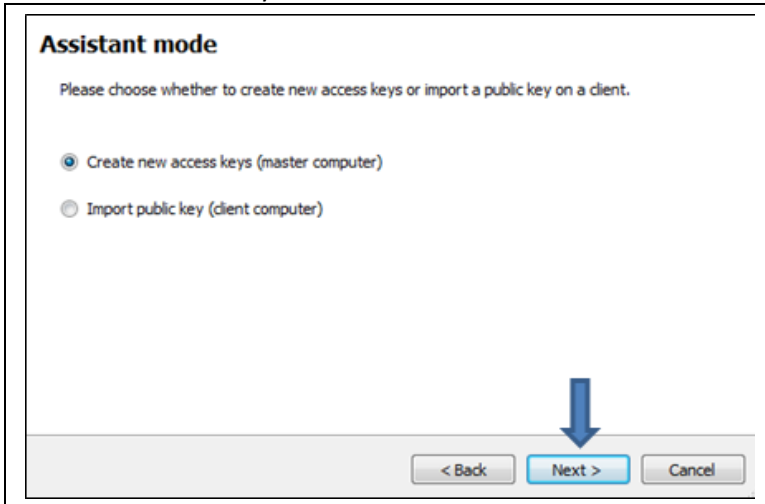 Assistant mode
Please choose whether to create new access keys or import a public key on a client.
Create new access keys (master computer)
Import public key (client computer)
< Back Next > Cancel